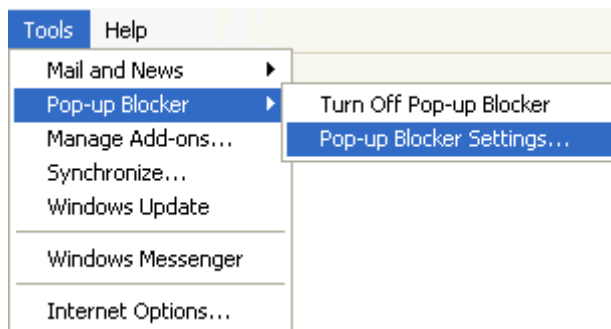 Tools Help
Mail and News
Pop-up Blocker
Turn Off Pop-up Blocker
Manage Add-ons...
Pop-up Blocker Settings...
Synchronize...
Windows Update
Windows Messenger
Internet Options...